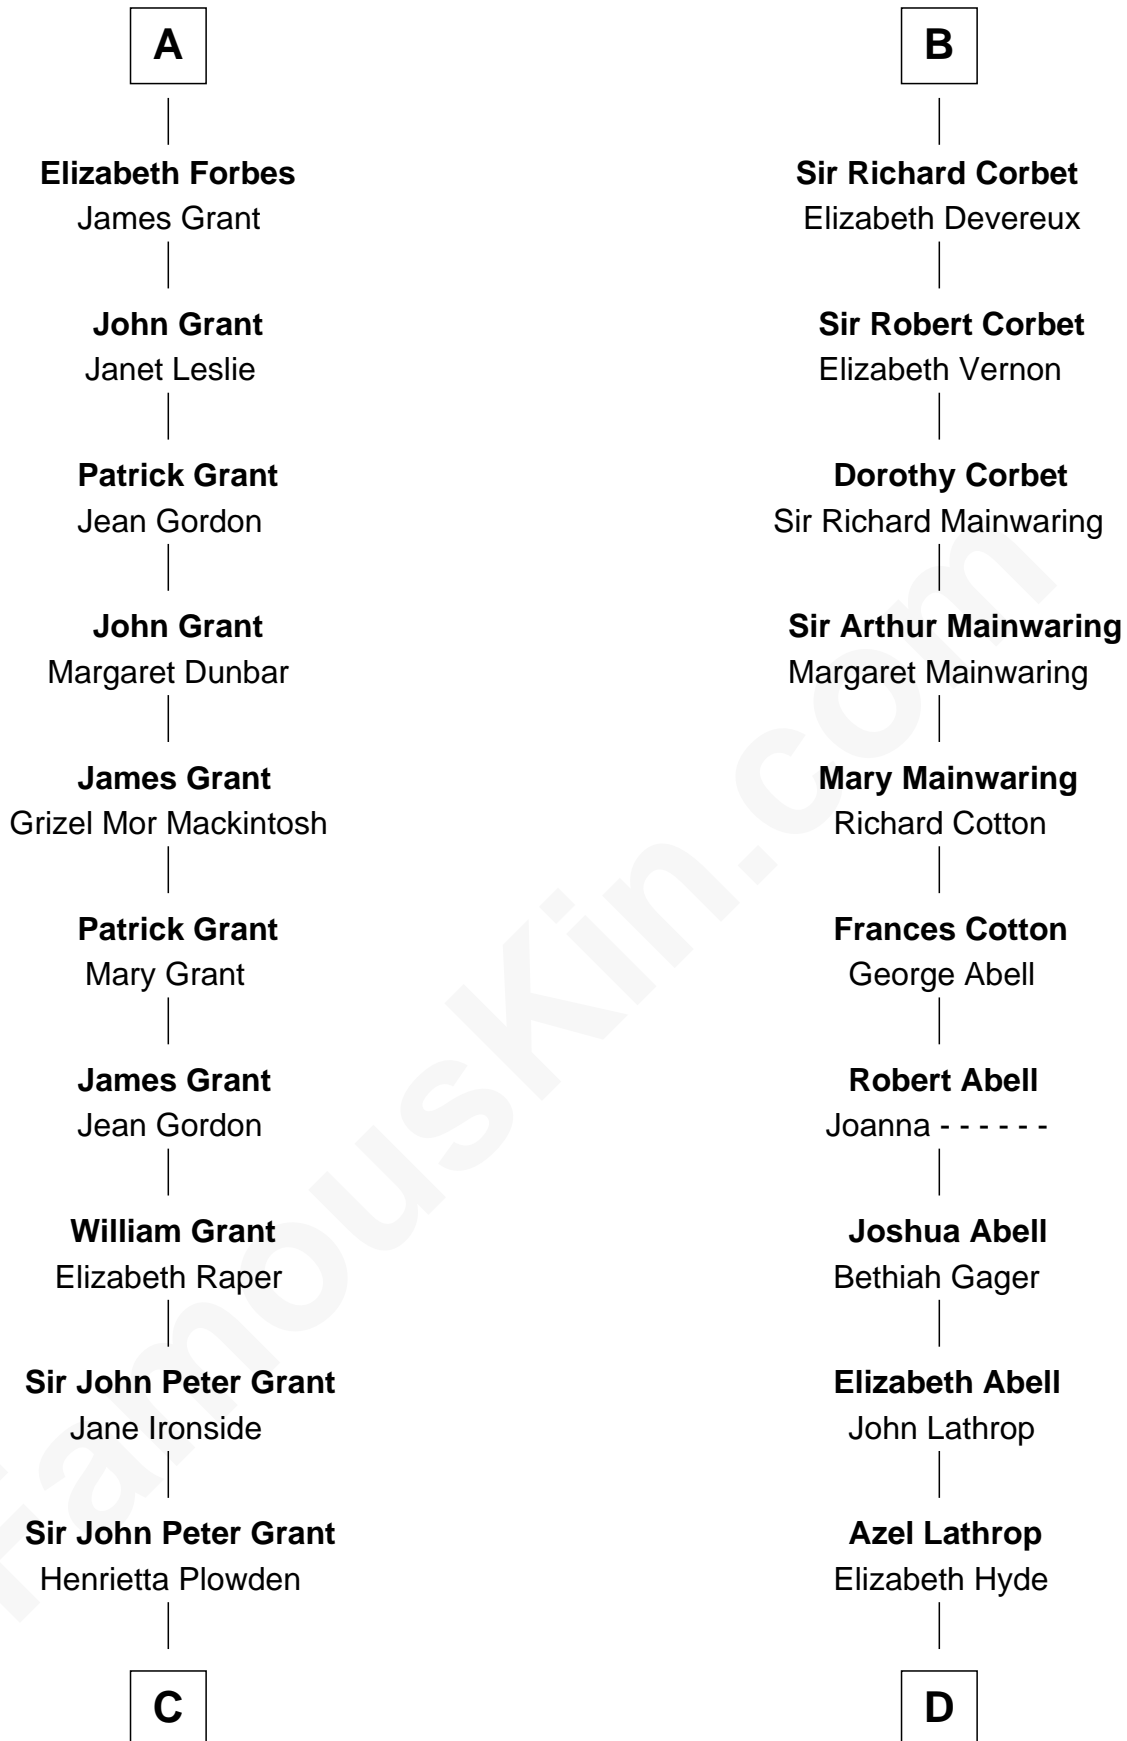 A
Elizabeth Forbes
James Grant
John Grant
Janet Leslie
Patrick Grant
Jean Gordon
John Grant
Margaret Dunbar
James Grant
Grizel Mor Mackintosh
Patrick Grant
Mary Grant
James Grant
Jean Gordon
William Grant
Elizabeth Raper
Sir John Peter Grant
Jane Ironside
Sir John Peter Grant
Henrietta Plowden
C
B
Sir Richard Corbet
Elizabeth Devereux
Sir Robert Corbet
Elizabeth Vernon
Dorothy Corbet
Sir Richard Mainwaring
Sir Arthur Mainwaring
Margaret Mainwaring
Mary Mainwaring
Richard Cotton
Frances Cotton
George Abell
Robert Abell
Joanna - - - - - -
Joshua Abell
Bethiah Gager
Elizabeth Abell
John Lathrop
Azel Lathrop
Elizabeth Hyde
D
FamousKin.com